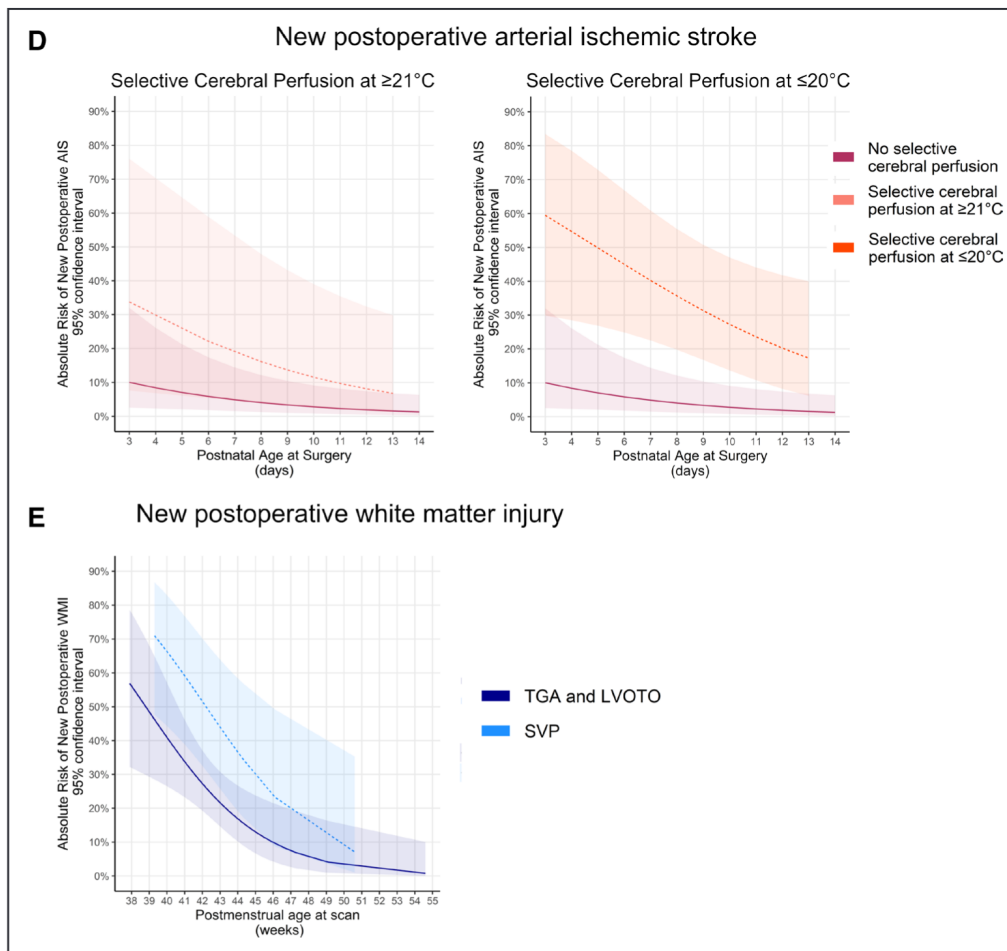 D
New postoperative arterial ischemic stroke
Selective Cerebral Perfusion at ≥21°C
Absolute Risk of New Postoperative AIS
95% confidence interval
90%
80%
70%
60%
50%
40%
30%
20%
10%
0%
3 4 5 6 7 8 9 10 11 12 13 14
Postnatal Age at Surgery
(days)
Selective Cerebral Perfusion at ≤20°C
Absolute Risk of New Postoperative AIS
95% confidence interval
90%
80%
70%
60%
50%
40%
30%
20%
10%
0%
3 4 5 6 7 8 9 10 11 12 13 14
Postnatal Age at Surgery
(days)
No selective
cerebral perfusion
Selective cerebral
perfusion at ≥21°C
Selective cerebral
perfusion at ≤20°C
E
New postoperative white matter injury
Absolute Risk of New Postoperative WMI
95% confidence interval
90%
80%
70%
60%
50%
40%
30%
20%
10%
0%
38 39 40 41 42 43 44 45 46 47 48 49 50 51 52 53 54 55
Postmenstrual age at scan
(weeks)
TGA and LVOTO
SVP